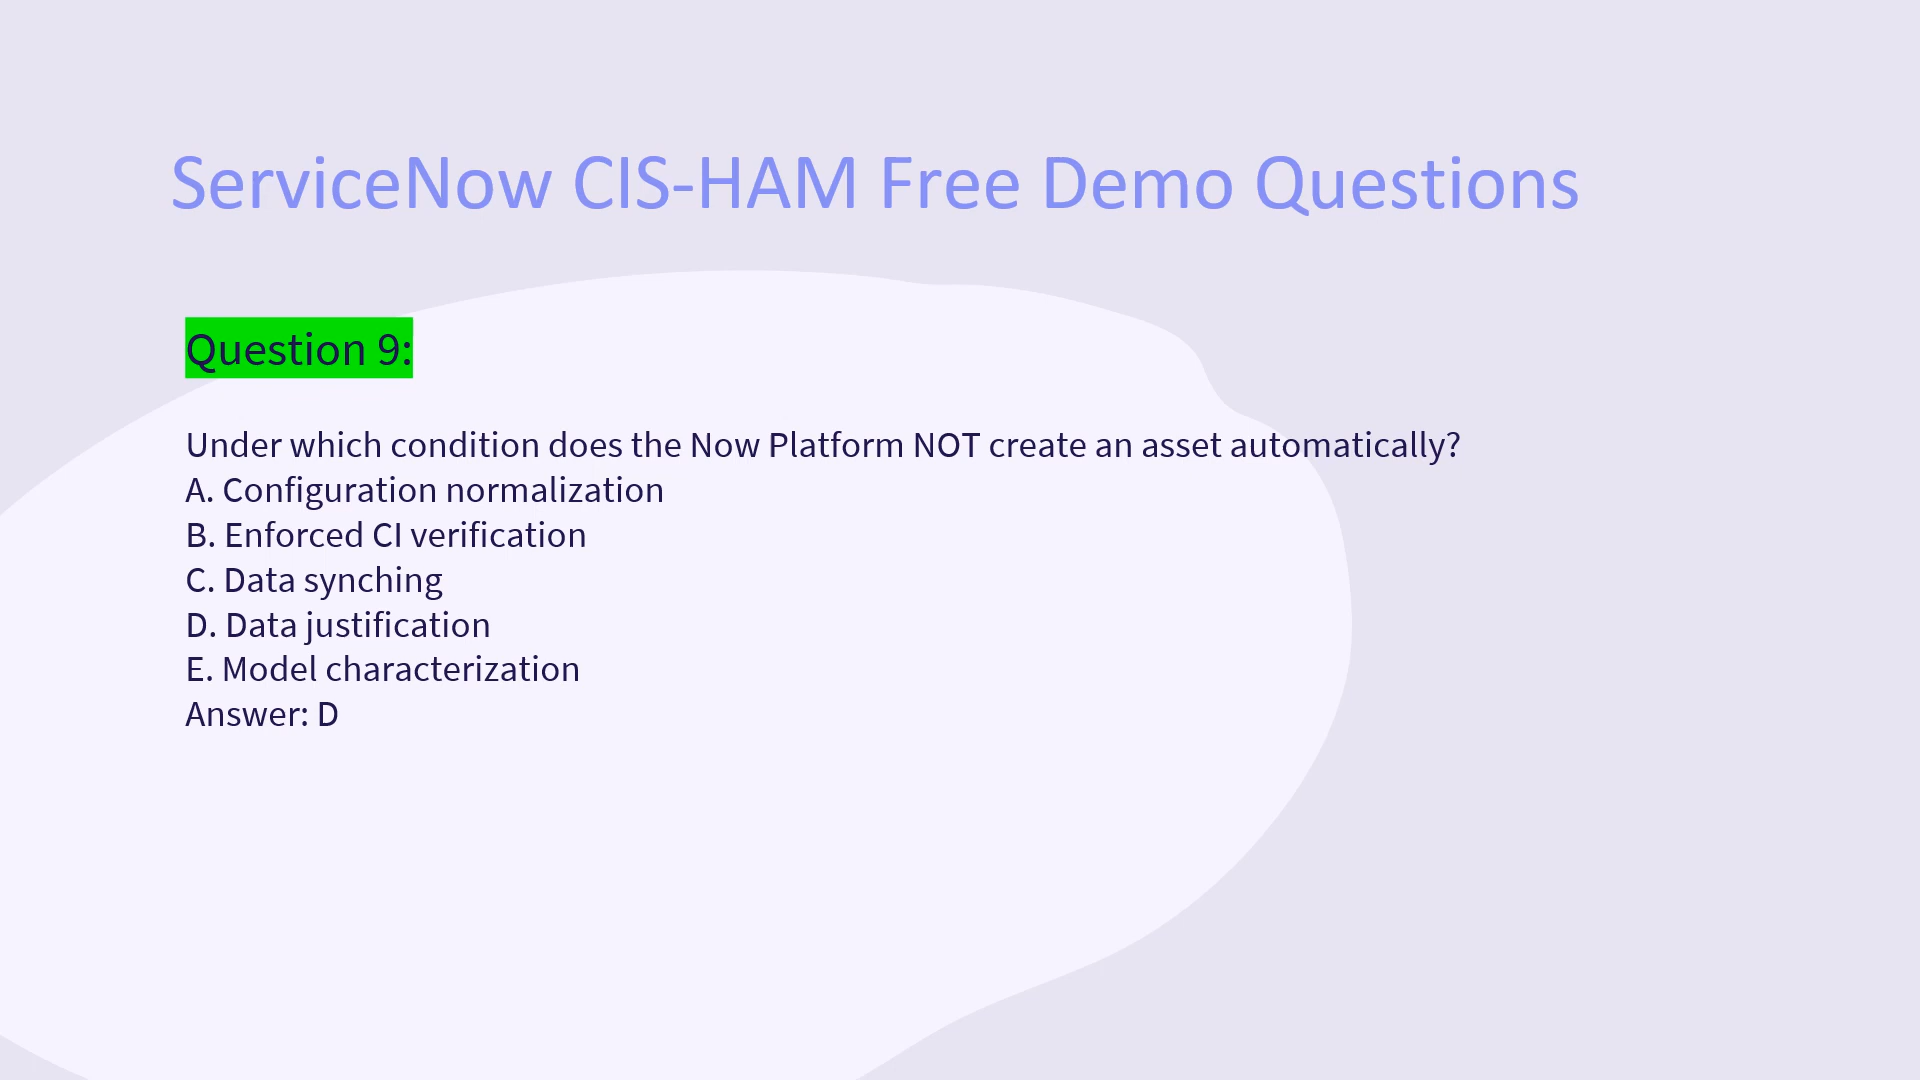 ServiceNow CIS-HAM Free Demo Questions
Question 9:
Under which condition does the Now Platform NOT create an asset automatically?
A. Configuration normalization
B. Enforced CI verification
C. Data synching
D. Data justification
E. Model characterization
Answer: D